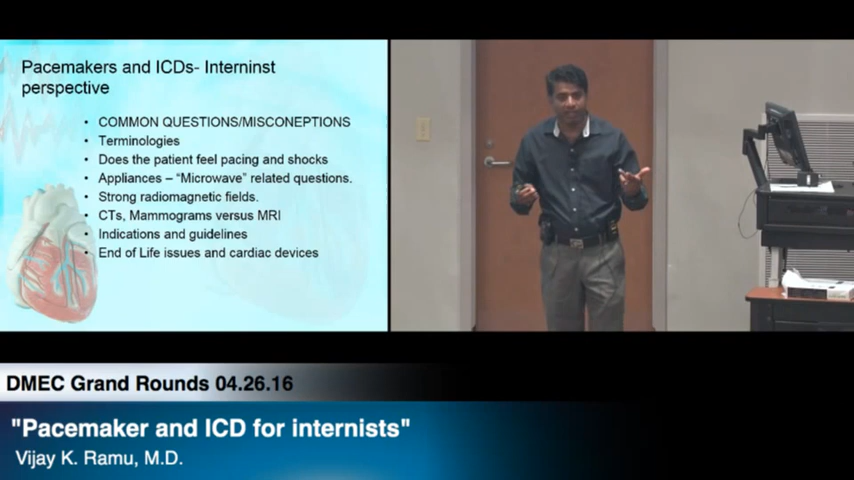 Pacemakers and ICDs- Interninst
perspective
• COMMON QUESTIONS/MISCONEPTIONS
• Terminologies
• Does the patient feel pacing and shocks
• Appliances – “Microwave” related questions.
• Strong radiomagnetic fields.
• CTs, Mammograms versus MRI
• Indications and guidelines
• End of Life issues and cardiac devices
DMEC Grand Rounds 04.26.16
"Pacemaker and ICD for internists"
Vijay K. Ramu, M.D.